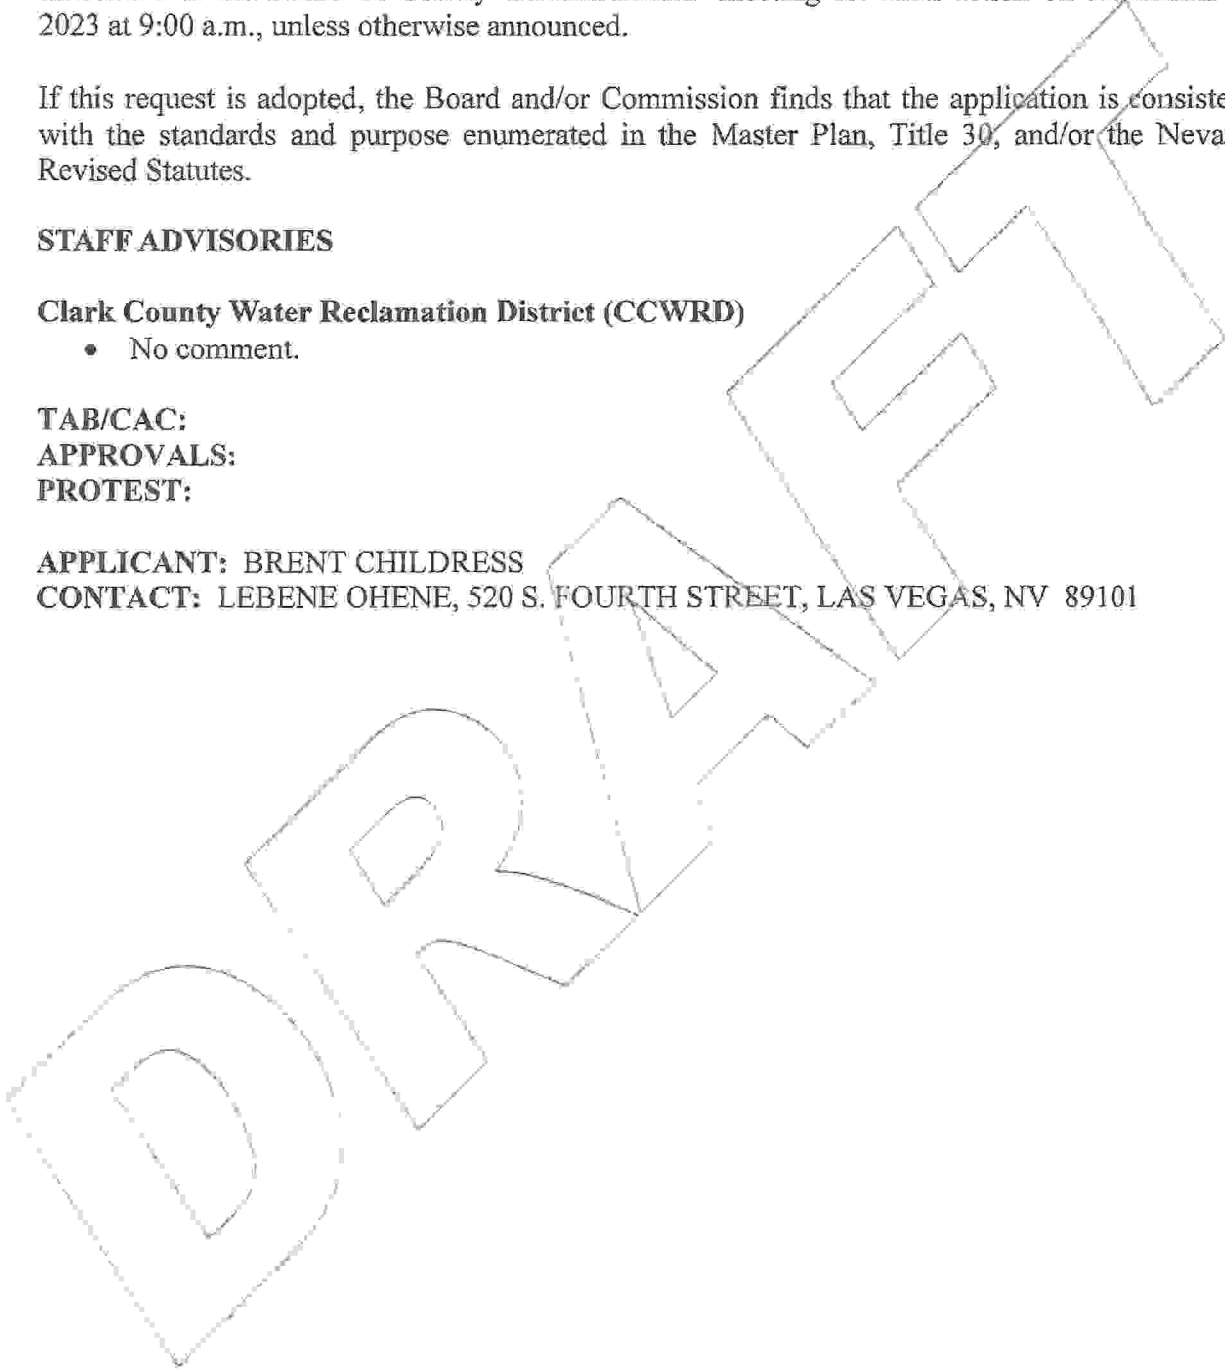 2023 at 9:00 a.m., unless otherwise announced.
If this request is adopted, the Board and/or Commission finds that the application is consiste
with the standards and purpose enumerated in the Master Plan, Title 30, and/or the Neva
Revised Statutes.
STAFF ADVISORIES
Clark County Water Reclamation District (CCWRD)
• No comment.
TAB/CAC:
APPROVALS:
PROTEST:
APPLICANT: BRENT CHILDRESS
CONTACT: LEBENE OHENE, 520 S. FOURTH STREET, LAS VEGAS, NV 89101
DRAFT